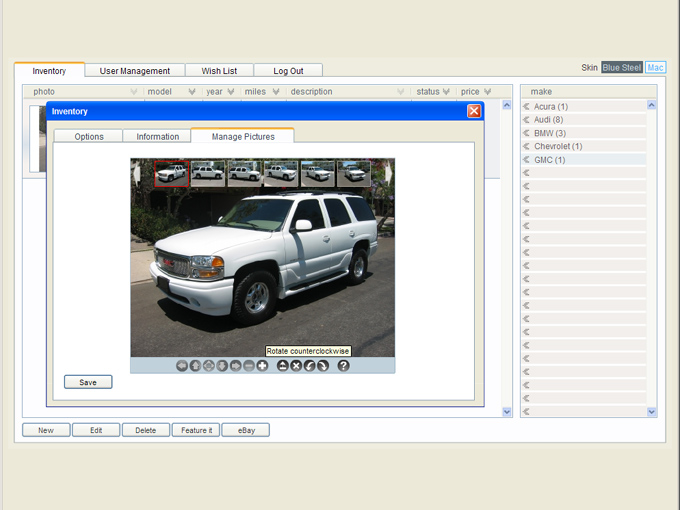 Inventory
User Management
Wish List
Log Out
Skin Blue Steel Mac
photo model year miles description status price
make
Inventory
Options
Information
Manage Pictures
Acura (1)
Audi (8)
BMW (3)
Chevrolet (1)
GMC (1)
Rotate counterclockwise
Save
New
Edit
Delete
Feature it
eBay